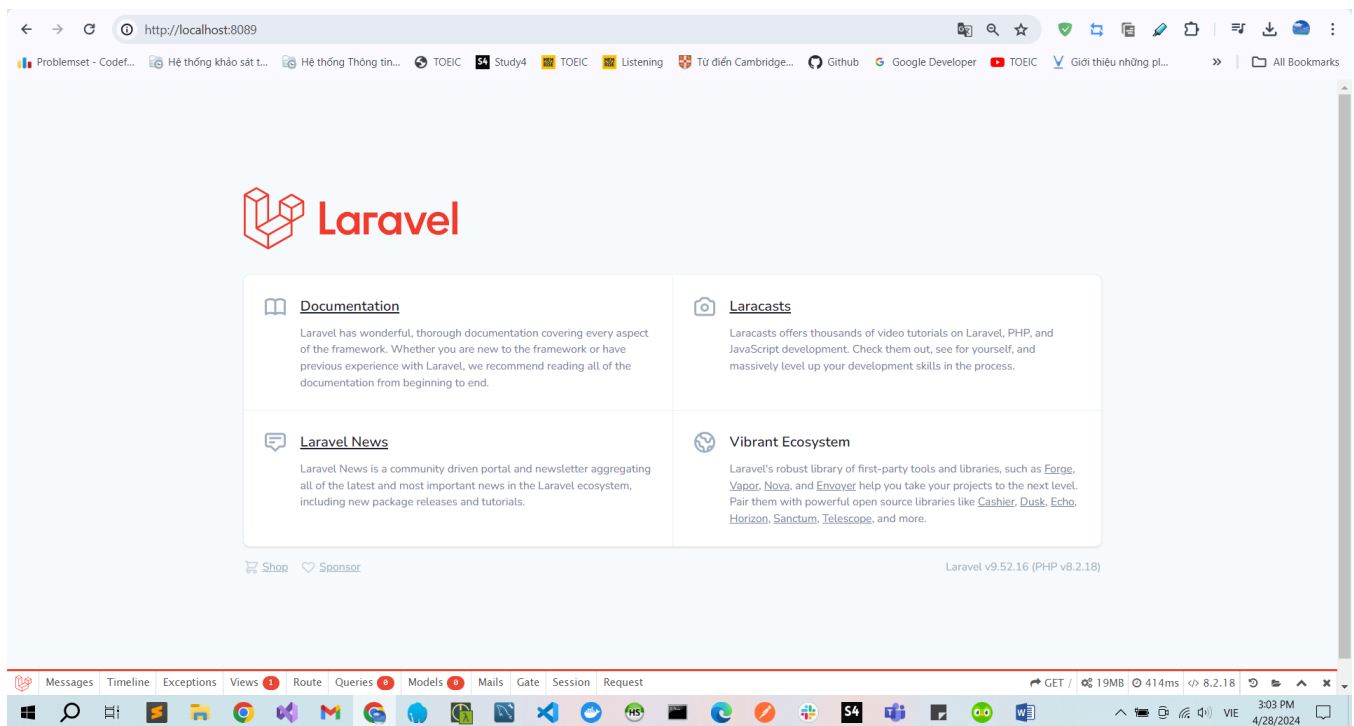 http://localhost:8089
Problemset - Codef... Hệ thống khảo sát t... Hệ thống Thông tin... TOEIC S4 Study4 TOEIC Listening Từ điển Cambridge... Github Google Developer TOEIC Giới thiệu những pl... » All Bookmarks
Laravel
Documentation
Laravel has wonderful, thorough documentation covering every aspect
of the framework. Whether you are new to the framework or have
previous experience with Laravel, we recommend reading all of the
documentation from beginning to end.
Laracasts
Laracasts offers thousands of video tutorials on Laravel, PHP, and
JavaScript development. Check them out, see for yourself, and
massively level up your development skills in the process.
Laravel News
Laravel News is a community driven portal and newsletter aggregating
all of the latest and most important news in the Laravel ecosystem,
including new package releases and tutorials.
Vibrant Ecosystem
Laravel's robust library of first-party tools and libraries, such as Forge,
Vapor, Nova, and Envoyer help you take your projects to the next level.
Pair them with powerful open source libraries like Cashier, Dusk, Echo,
Horizon, Sanctum, Telescope, and more.
Shop Sponsor Laravel v9.52.16 (PHP v8.2.18)
Messages Timeline Exceptions Views 1 Route Queries 0 Models 0 Mails Gate Session Request GET / 19MB 414ms 8.2.18
HS S4 VIE 3:03 PM
4/28/2024